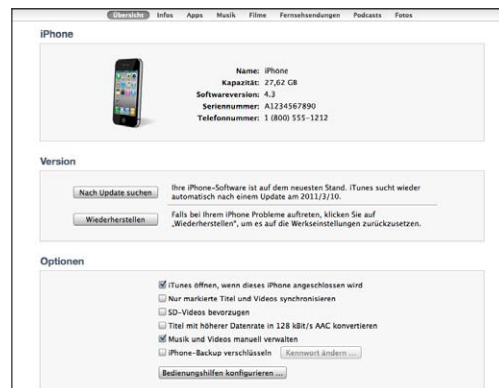 Übersicht Infos Apps Musik Filme Fernsehsendungen Podcasts Fotos
iPhone
Name: iPhone
Kapazität: 27,62 GB
Softwareversion: 4.3
Seriennummer: A1234567890
Telefonnummer: 1 (800) 555-1212
Version
Nach Update suchen
Ihre iPhone-Software ist auf dem neuesten Stand. iTunes sucht wieder
automatisch nach einem Update am 2011/3/10.
Wiederherstellen
Falls bei Ihrem iPhone Probleme auftreten, klicken Sie auf
„Wiederherstellen“, um es auf die Werkseinstellungen zurückzusetzen.
Optionen
iTunes öffnen, wenn dieses iPhone angeschlossen wird
Nur markierte Titel und Videos synchronisieren
SD-Videos bevorzugen
Titel mit höherer Datenrate in 128 kBit/s AAC konvertieren
Musik und Videos manuell verwalten
iPhone-Backup verschlüsseln Kennwort ändern ...
Bedienungshilfen konfigurieren ...